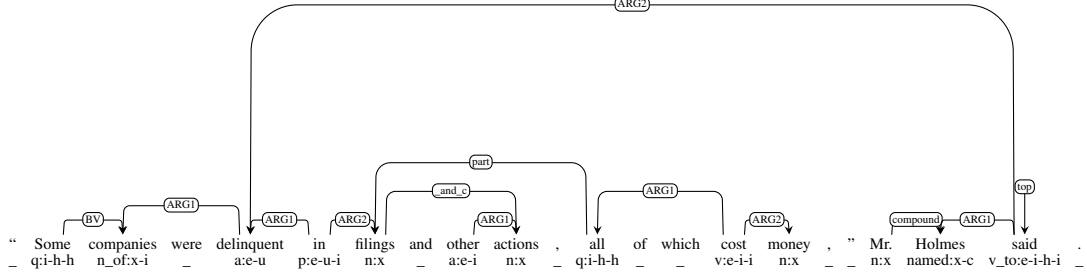 ARG2
part
_and_c
ARG1
top
BV
ARG1
ARG1
ARG2
ARG1
ARG2
compound
ARG1
“ Some companies were delinquent in filings and other actions , all of which cost money , ” Mr. Holmes said .
_ q:i-h-h n_of:x-i _ a:e-u p:e-u-i n:x _ a:e-i n:x _ q:i-h-h _ _ v:e-i-i n:x _ _ n:x named:x-c v_to:e-i-h-i _